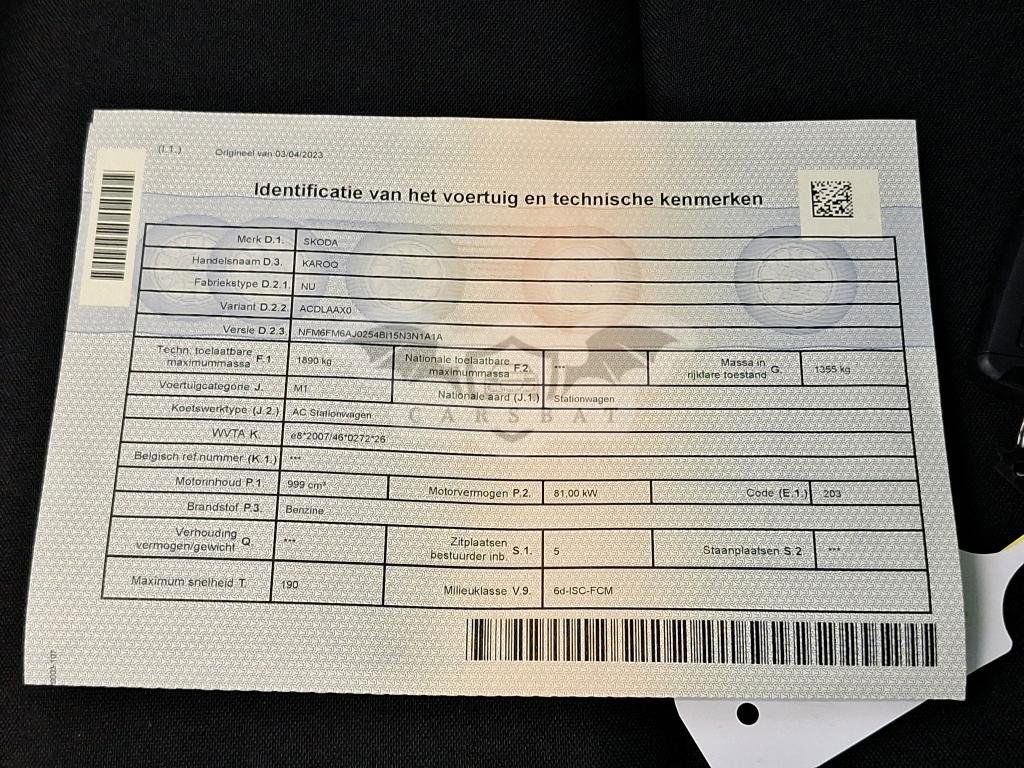 (I.1.) Origineel van 03/04/2023
Identificatie van het voertuig en technische kenmerken
Merk D.1. SKODA
Handelsnaam D.3. KAROQ
Fabriekstype D.2.1. NU
Variant D.2.2. ACDLAAX0
Versie D.2.3. NFM6FM6AJ0254BI15N3N1A1A
Techn. toelaatbare maximummassa F.1. 1890 kg Nationale toelaatbare maximummassa F.2. --- Massa in rijklare toestand G. 1355 kg
Voertuigcategorie J. M1 Nationale aard (J.1.) Stationwagen
Koetswerktype (J.2.) AC Stationwagen
CARSBAT
WVTA K. e8*2007/46*0272*26
Belgisch ref.nummer (K.1.) ---
Motorinhoud P.1. 999 cm³ Motorvermogen P.2. 81,00 kW Code (E.1.) 203
Brandstof P.3. Benzine
Verhouding vermogen/gewicht Q. --- Zitplaatsen bestuurder inb. S.1. 5 Staanplaatsen S.2. ---
Maximum snelheid T. 190 Milieuklasse V.9. 6d-ISC-FCM